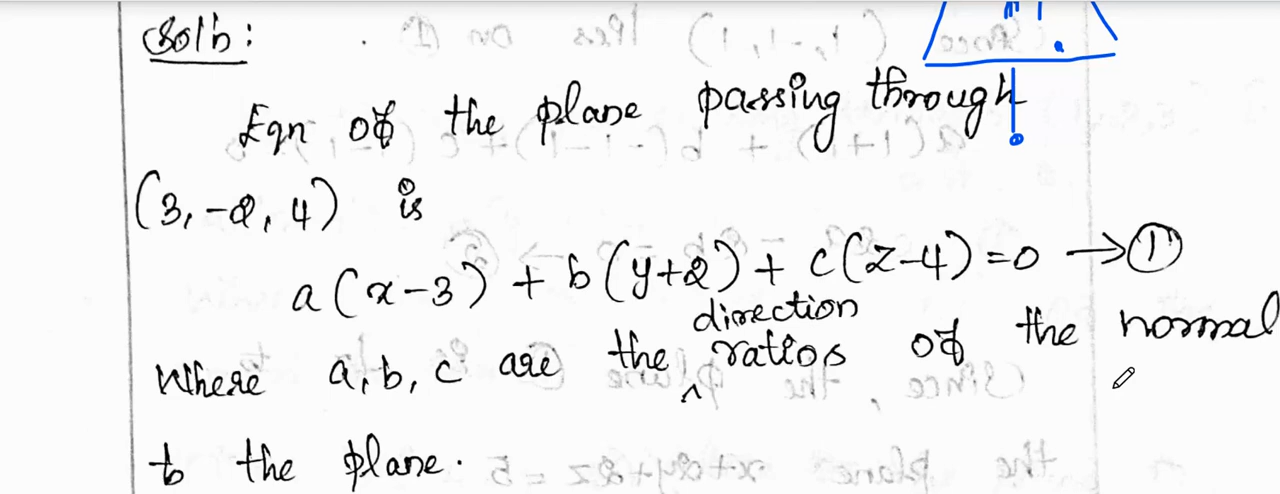 Soln:
Eqn of the plane passing through
(3, -2, 4) is
a(x-3) + b(y+2) + c(z-4) = 0 → ①
direction
Where a, b, c are the ^ ratios of the normal
to the plane.